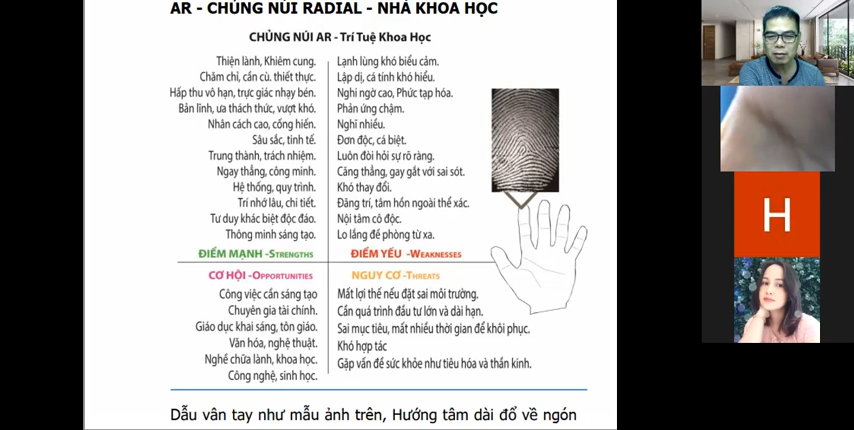 AR - CHỦNG NÚI RADIAL - NHÀ KHOA HỌC
CHỦNG NÚI AR - Trí Tuệ Khoa Học
Thiện lành, Khiêm cung.
Chăm chỉ, cần cù. thiết thực.
Hấp thu vô hạn, trực giác nhạy bén.
Bản lĩnh, ưa thách thức, vượt khó.
Nhân cách cao, cống hiến.
Sâu sắc, tinh tế.
Trung thành, trách nhiệm.
Ngay thẳng, công minh.
Hệ thống, quy trình.
Trí nhớ lâu, chi tiết.
Tư duy khác biệt độc đáo.
Thông minh sáng tạo.
ĐIỂM MẠNH -STRENGTHS
Lạnh lùng khó biểu cảm.
Lập dị, cá tính khó hiểu.
Nghi ngờ cao, Phức tạp hóa.
Phản ứng chậm.
Nghĩ nhiều.
Đơn độc, cá biệt.
Luôn đòi hỏi sự rõ ràng.
Căng thẳng, gay gắt với sai sót.
Khó thay đổi.
Đãng trí, tâm hồn ngoài thể xác.
Nội tâm cô độc.
Lo lắng đề phòng từ xa.
ĐIỂM YẾU -WEAKNESSES
CƠ HỘI -OPPORTUNITIES
Công việc cần sáng tạo
Chuyên gia tài chính.
Giáo dục khai sáng, tôn giáo.
Văn hóa, nghệ thuật.
Nghề chữa lành, khoa học.
Công nghệ, sinh học.
NGUY CƠ -THREATS
Mất lợi thế nếu đặt sai môi trường.
Cần quá trình đầu tư lớn và dài hạn.
Sai mục tiêu, mất nhiều thời gian để khôi phục.
Khó hợp tác
Gặp vấn đề sức khỏe như tiêu hóa và thần kinh.
Dẫu vân tay như mẫu ảnh trên, Hướng tâm dài đổ về ngón
H